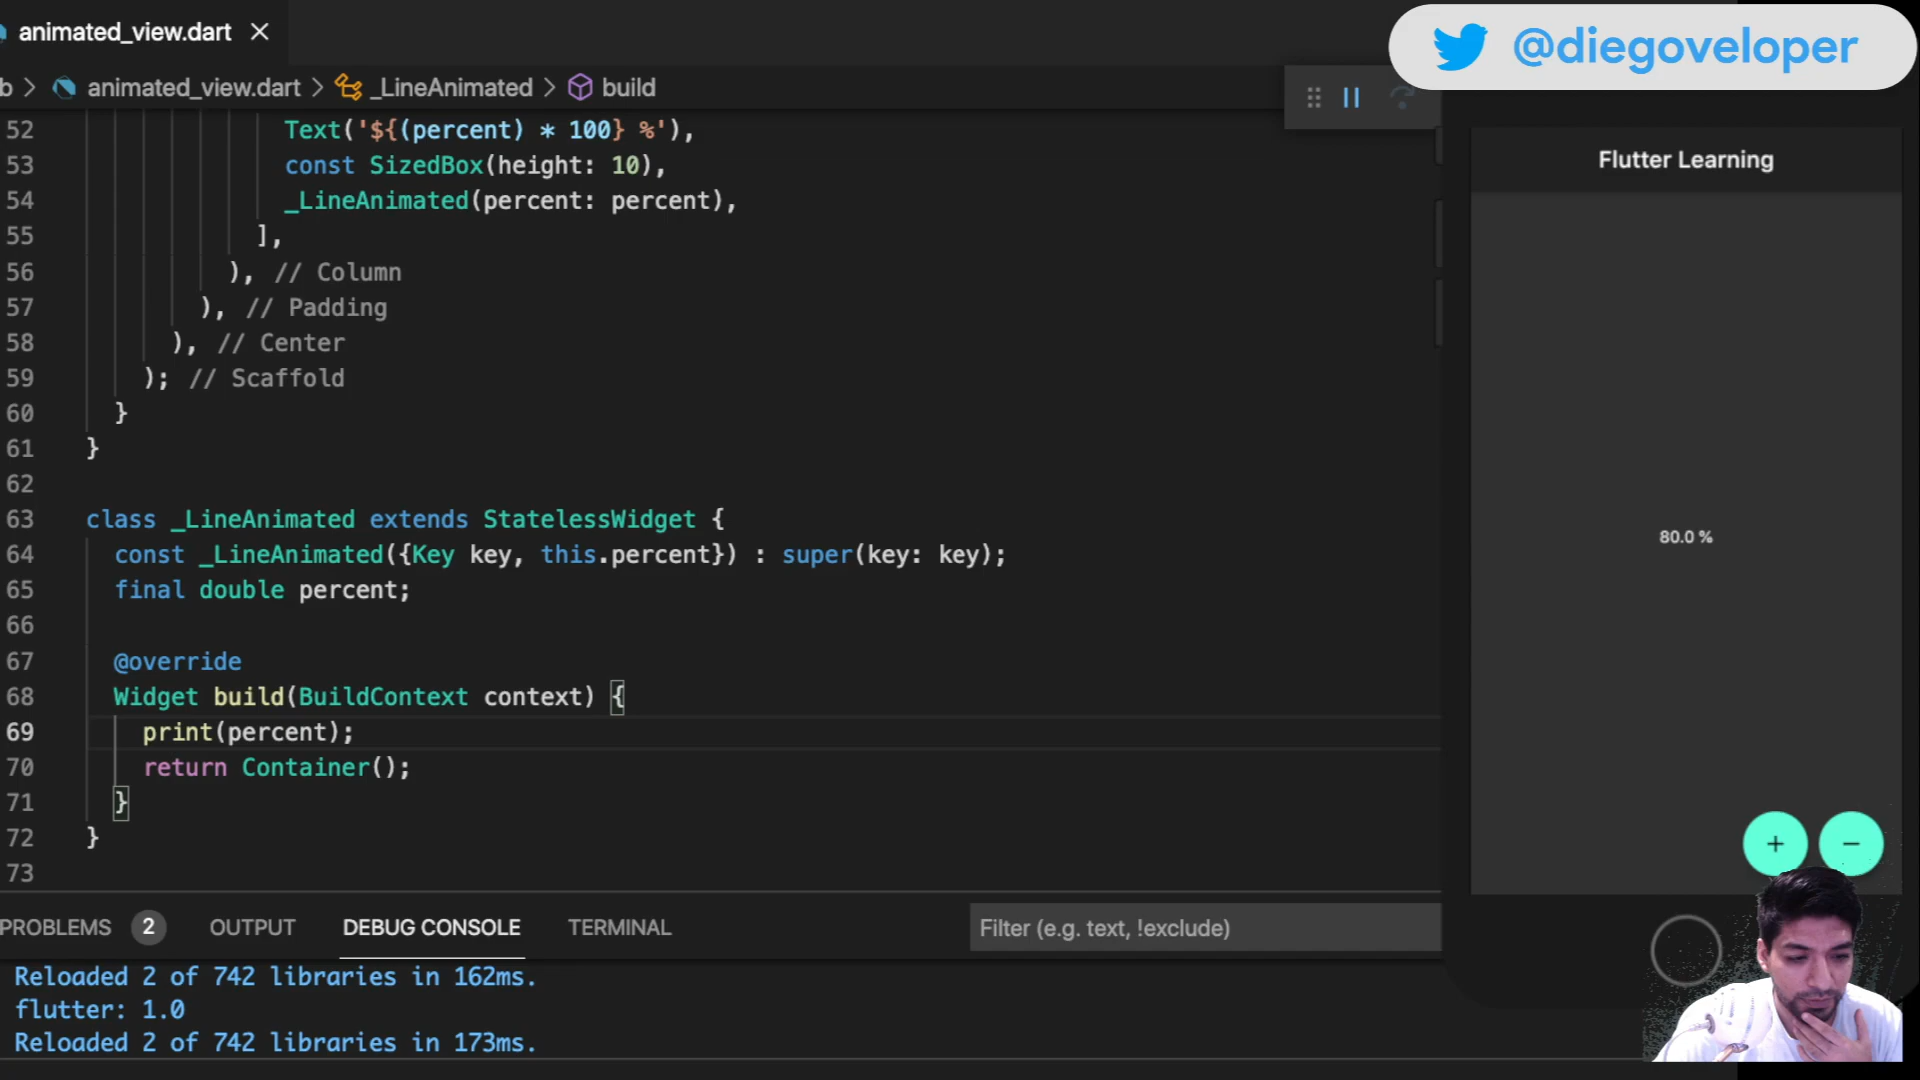 animated_view.dart
@diegoveloper
b > animated_view.dart > _LineAnimated > build
52 Text('${(percent) * 100} %'),
53 const SizedBox(height: 10),
54 _LineAnimated(percent: percent),
55 ],
56 ), // Column
57 ), // Padding
58 ), // Center
59 ); // Scaffold
60 }
61 }
62
63 class _LineAnimated extends StatelessWidget {
64 const _LineAnimated({Key key, this.percent}) : super(key: key);
65 final double percent;
66
67 @override
68 Widget build(BuildContext context) {
69 print(percent);
70 return Container();
71 }
72 }
73
Flutter Learning
80.0 %
+ −
PROBLEMS 2 OUTPUT DEBUG CONSOLE TERMINAL Filter (e.g. text, !exclude)
Reloaded 2 of 742 libraries in 162ms.
flutter: 1.0
Reloaded 2 of 742 libraries in 173ms.